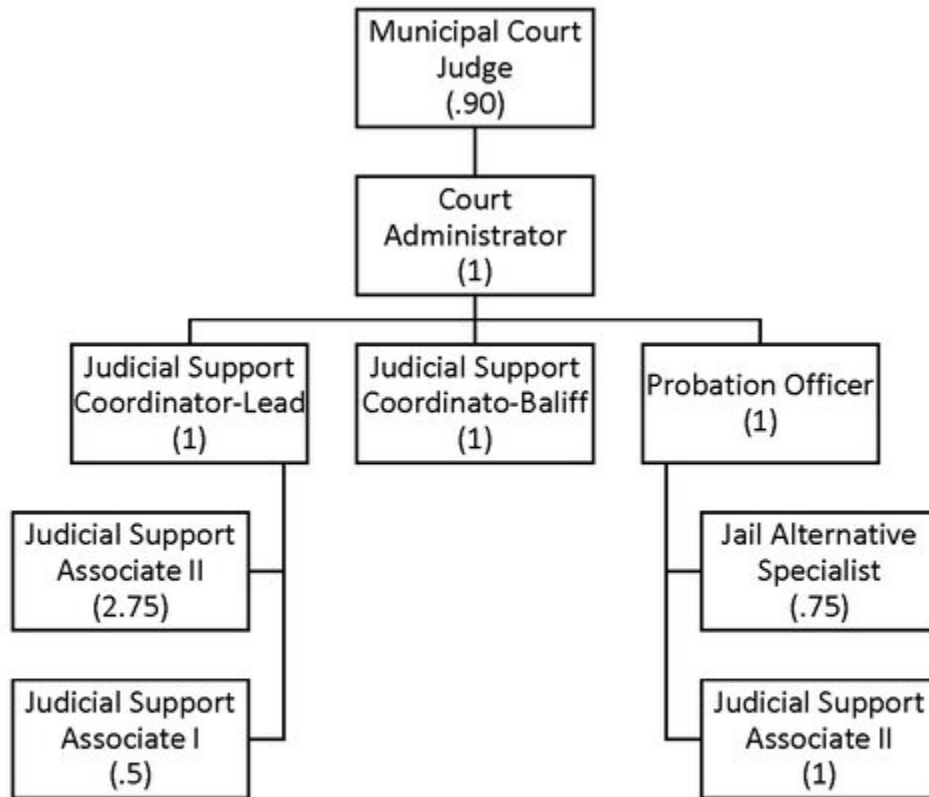 Municipal Court
Judge
(.90)
Court
Administrator
(1)
Judicial Support
Coordinator-Lead
(1)
Judicial Support
Coordinato-Baliff
(1)
Probation Officer
(1)
Judicial Support
Associate II
(2.75)
Jail Alternative
Specialist
(.75)
Judicial Support
Associate I
(.5)
Judicial Support
Associate II
(1)